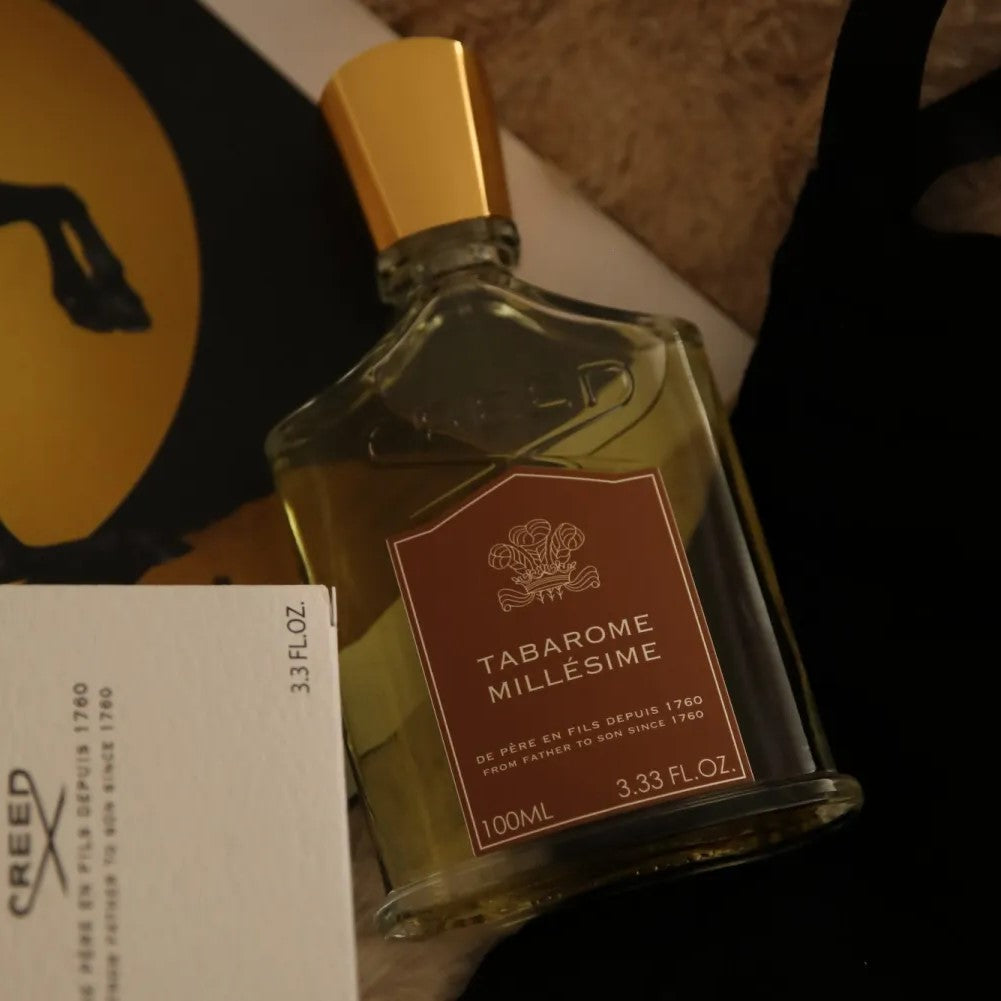 CREED
TABAROME
MILLÉSIME
DE PÈRE EN FILS DEPUIS 1760
FROM FATHER TO SON SINCE 1760
100ML 3.33 FL.OZ.
3.3 FL.OZ.
CREED
DE PÈRE EN FILS DEPUIS 1760
FROM FATHER TO SON SINCE 1760